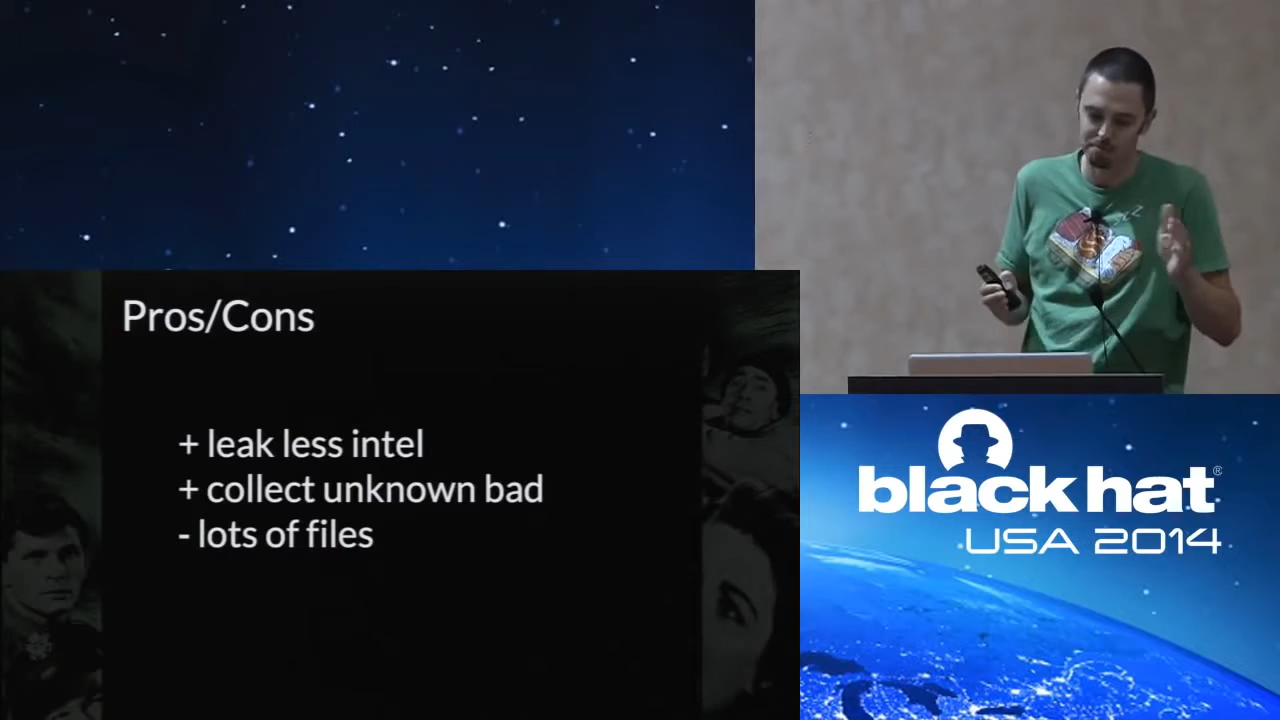 Pros/Cons
+ leak less intel
+ collect unknown bad
- lots of files
black hat®
USA 2014